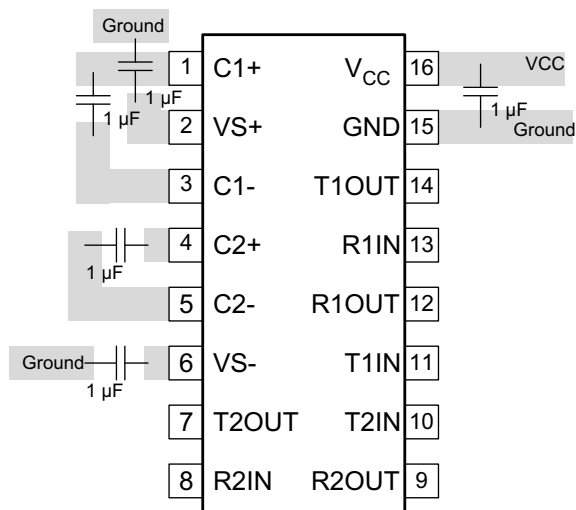 Ground
1 C1+ VCC 16 VCC
1 µF 1 µF 1 µF
2 VS+ GND 15 Ground
3 C1- T1OUT 14
4 C2+ R1IN 13
1 µF
5 C2- R1OUT 12
Ground 6 VS- T1IN 11
1 µF
7 T2OUT T2IN 10
8 R2IN R2OUT 9